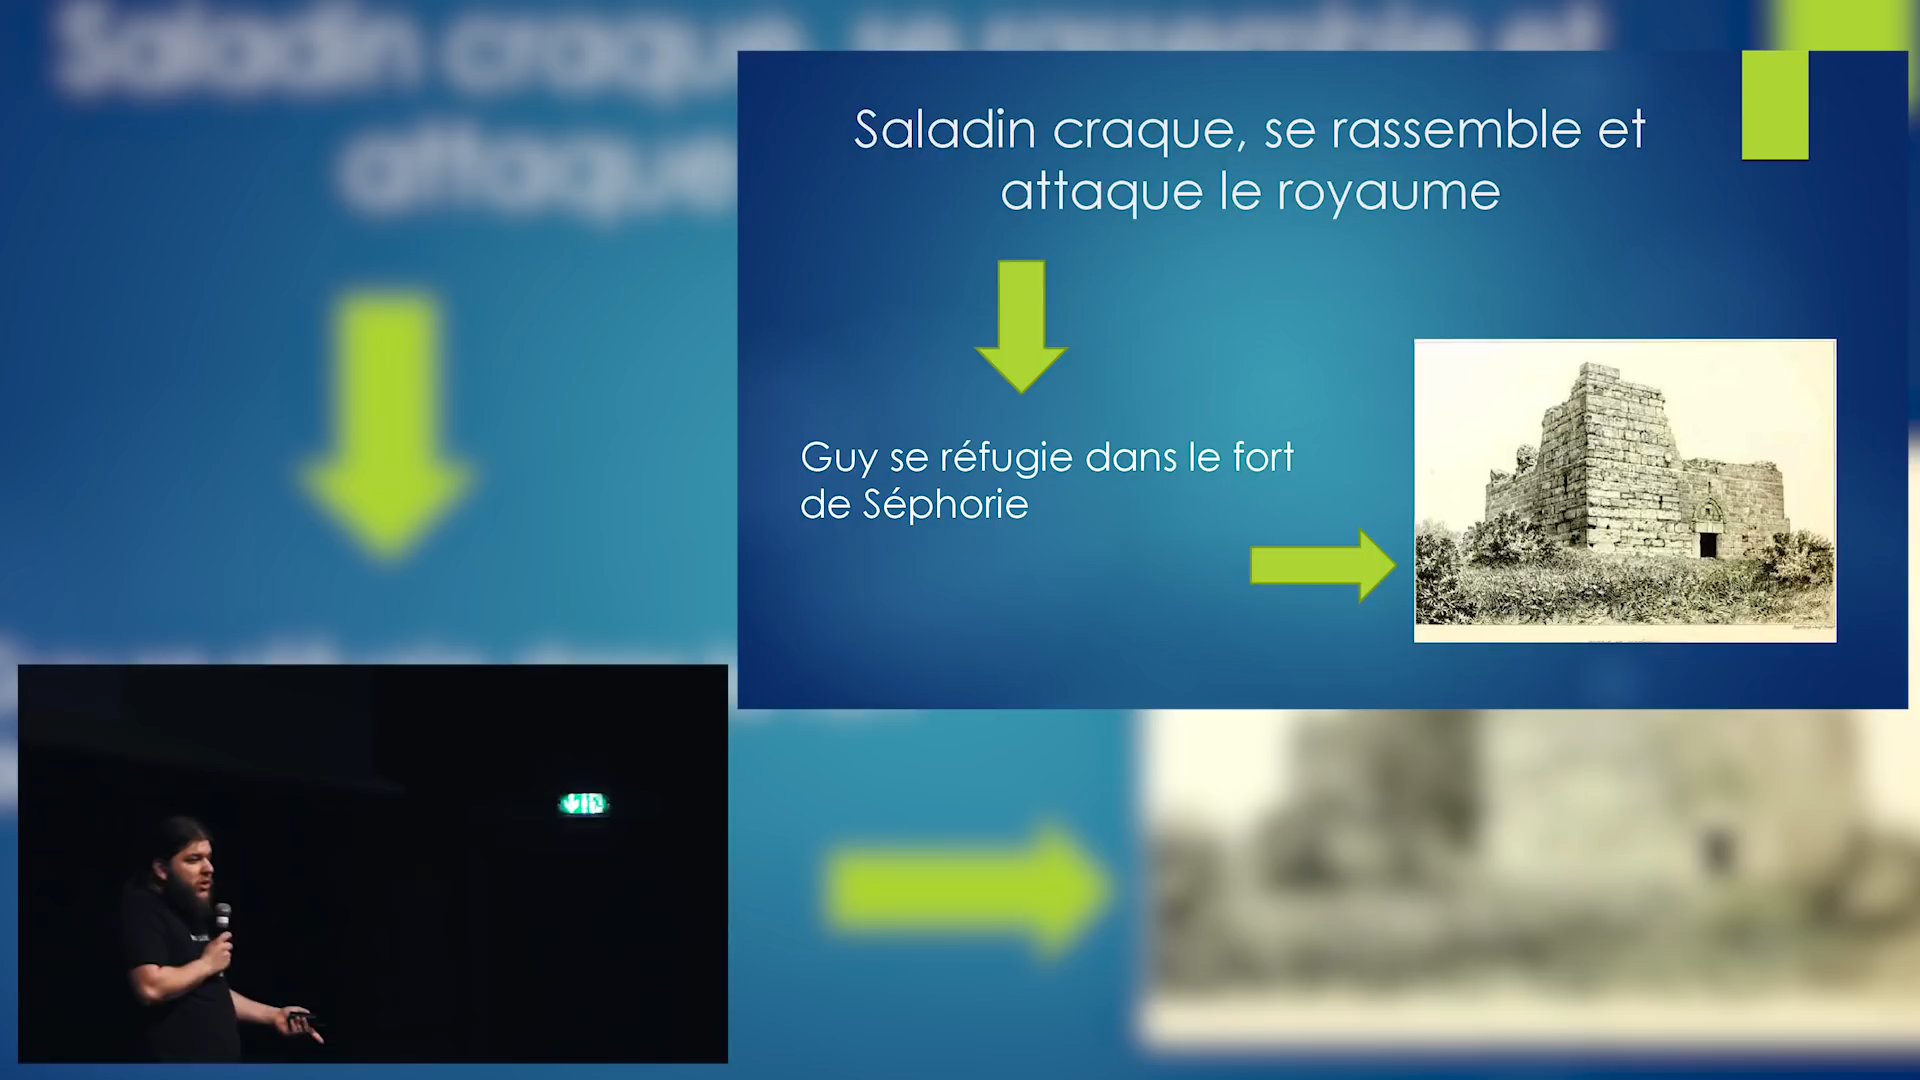 Saladin craque, se rassemble et
attaque le royaume
Guy se réfugie dans le fort
de Séphorie